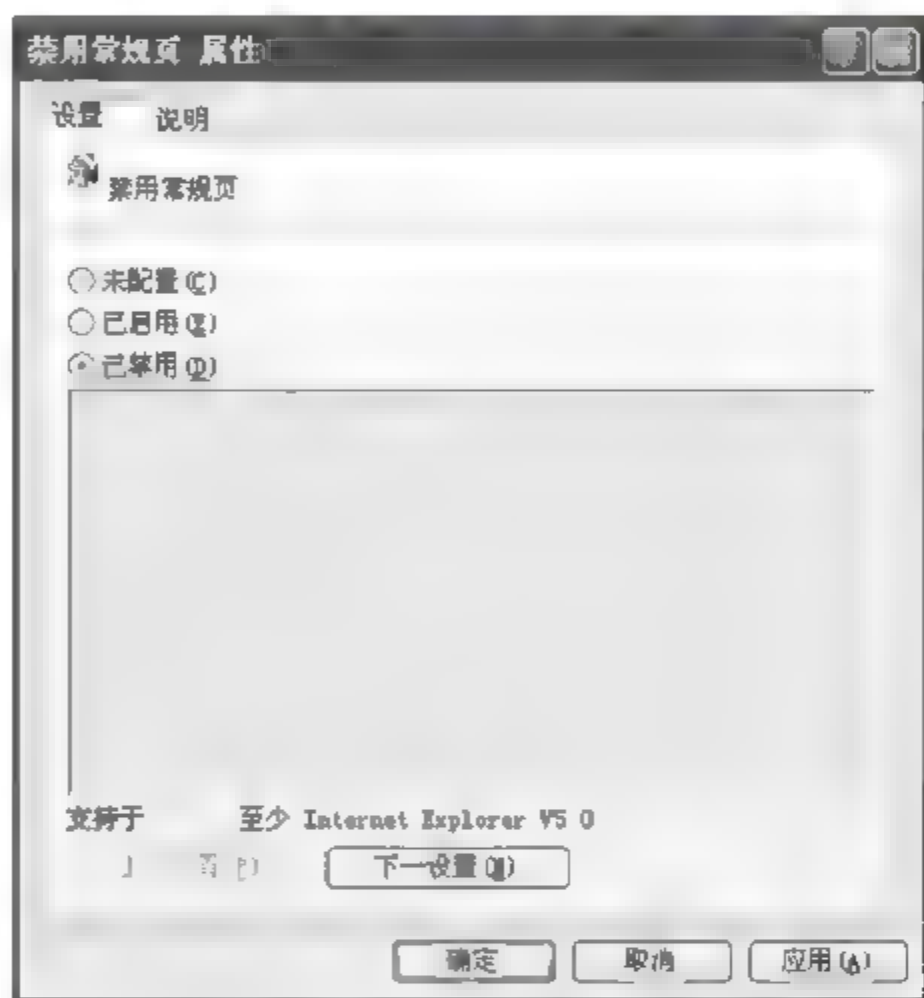 禁用常规页 属性
设置 说明
禁用常规页
未配置(C)
已启用(E)
已禁用(D)
支持于 至少 Internet Explorer V5 0
下一设置(N)
确定 取消 应用(A)